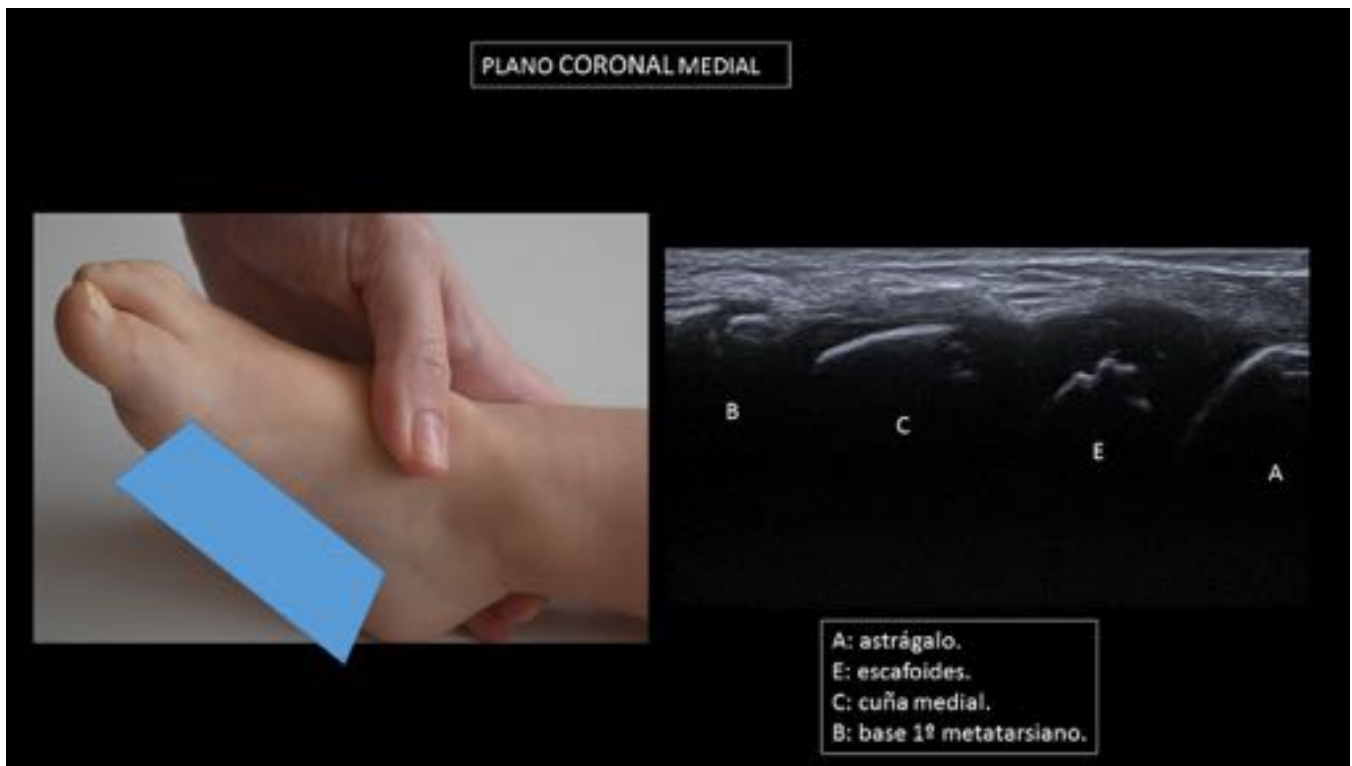 PLANO CORONAL MEDIAL
B
C
E
A
A: astrágalo.
E: escafoides.
C: cuña medial.
B: base 1º metatarsiano.